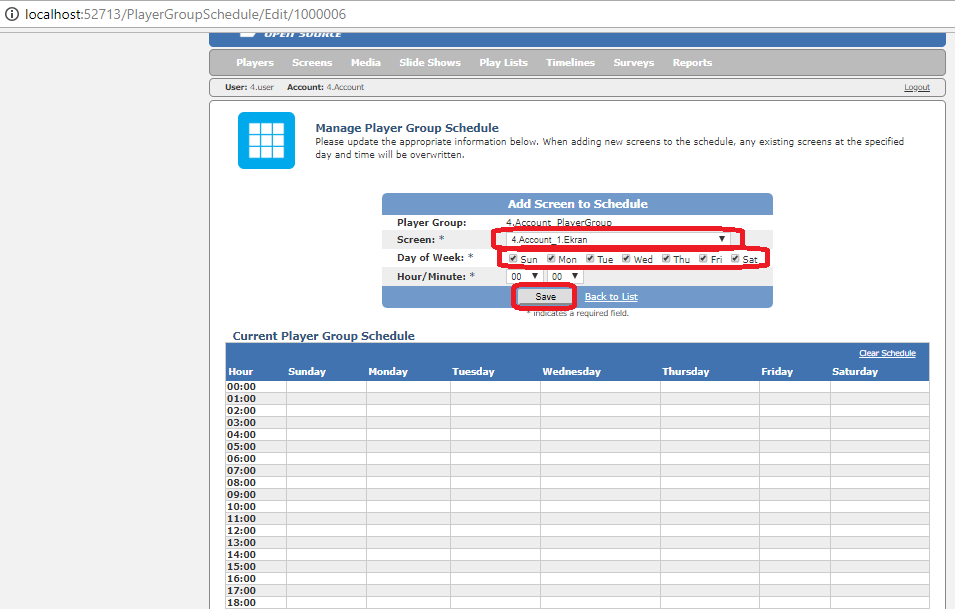 localhost:52713/PlayerGroupSchedule/Edit/1000006
OPEN SOURCE
Players Screens Media Slide Shows Play Lists Timelines Surveys Reports
User: 4.user Account: 4.Account Logout
Manage Player Group Schedule
Please update the appropriate information below. When adding new screens to the schedule, any existing screens at the specified
day and time will be overwritten.
Add Screen to Schedule
Player Group: 4.Account_PlayerGroup
Screen: * 4.Account_1.Ekran
Day of Week: * Sun Mon Tue Wed Thu Fri Sat
Hour/Minute: * 00 00
Save Back to List
* indicates a required field.
Current Player Group Schedule
Clear Schedule
Hour Sunday Monday Tuesday Wednesday Thursday Friday Saturday
00:00
01:00
02:00
03:00
04:00
05:00
06:00
07:00
08:00
09:00
10:00
11:00
12:00
13:00
14:00
15:00
16:00
17:00
18:00